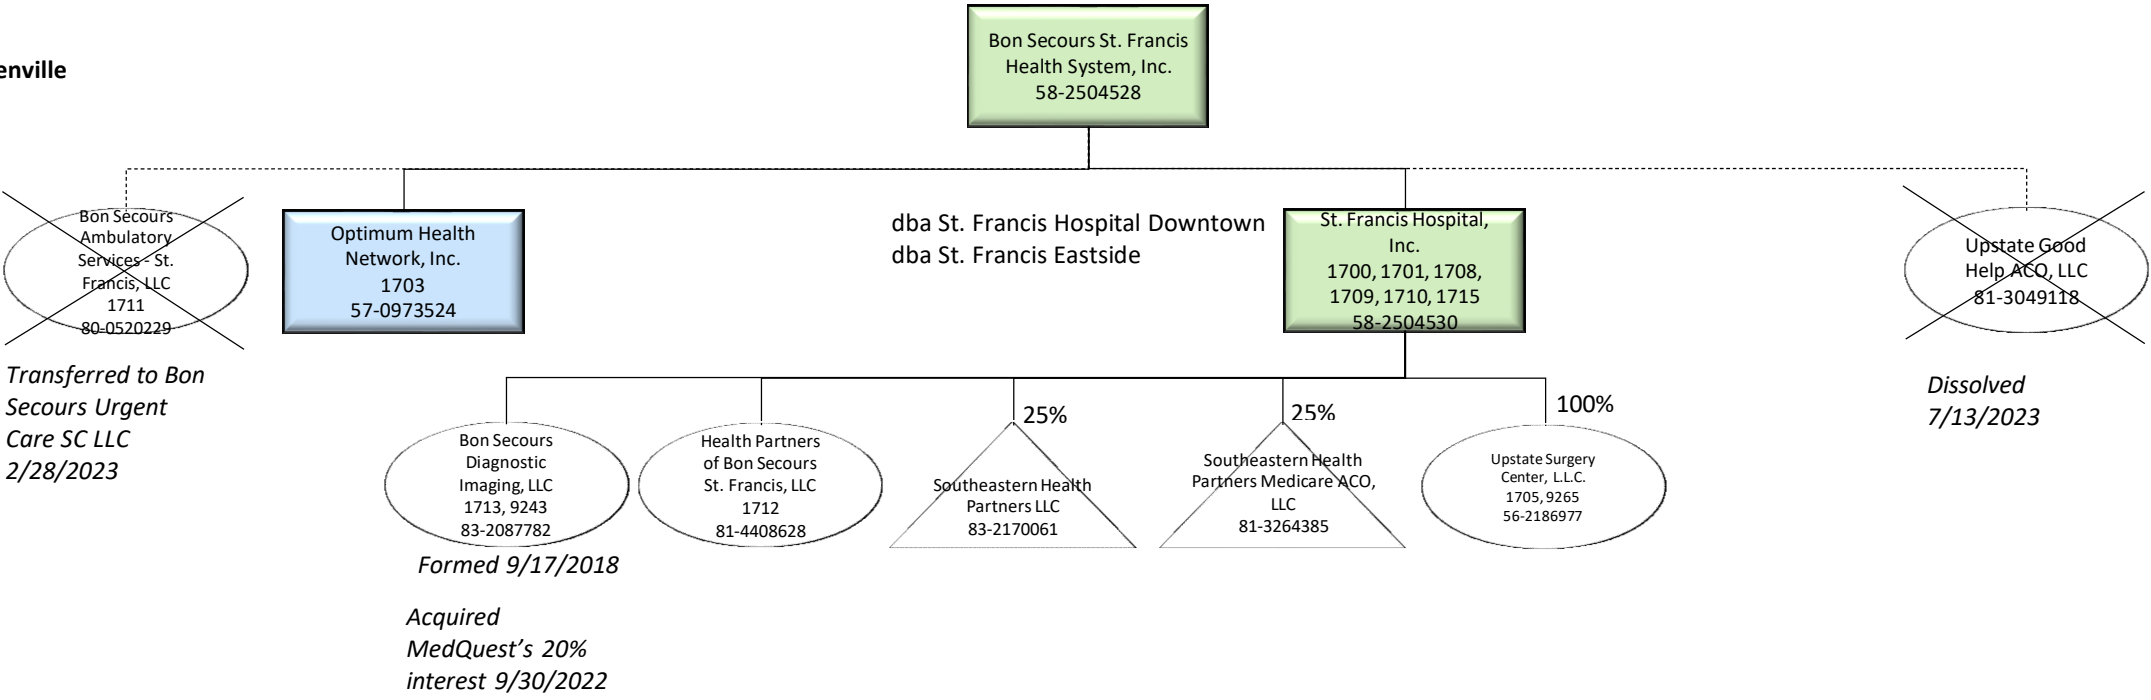 enville
Bon Secours St. Francis
Health System, Inc.
58-2504528
Bon Secours
Ambulatory
Services - St.
Francis, LLC
1711
80-0520229
Transferred to Bon
Secours Urgent
Care SC LLC
2/28/2023
Optimum Health
Network, Inc.
1703
57-0973524
dba St. Francis Hospital Downtown
dba St. Francis Eastside
St. Francis Hospital,
Inc.
1700, 1701, 1708,
1709, 1710, 1715
58-2504530
Upstate Good
Help ACO, LLC
81-3049118
Dissolved
7/13/2023
Bon Secours
Diagnostic
Imaging, LLC
1713, 9243
83-2087782
Formed 9/17/2018
Acquired
MedQuest’s 20%
interest 9/30/2022
Health Partners
of Bon Secours
St. Francis, LLC
1712
81-4408628
25%
Southeastern Health
Partners LLC
83-2170061
25%
Southeastern Health
Partners Medicare ACO,
LLC
81-3264385
100%
Upstate Surgery
Center, L.L.C.
1705, 9265
56-2186977